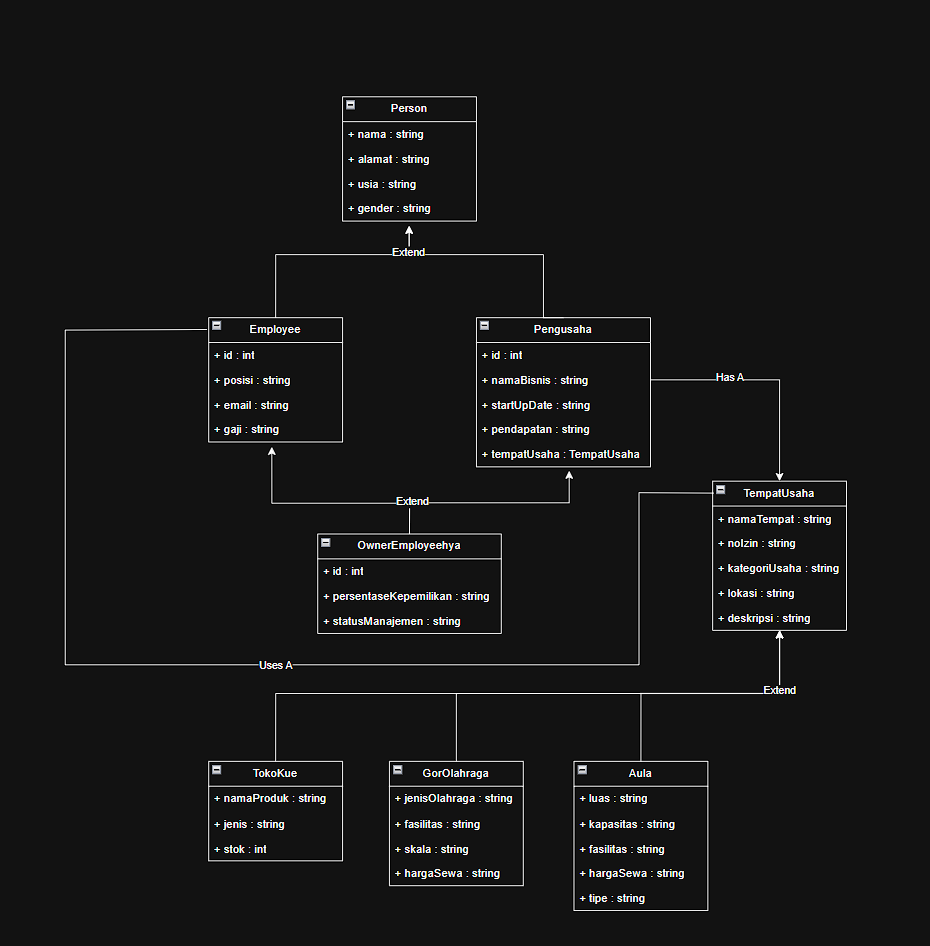 Person
+ nama : string
+ alamat : string
+ usia : string
+ gender : string
Extend
Employee
+ id : int
+ posisi : string
+ email : string
+ gaji : string
Pengusaha
+ id : int
+ namaBisnis : string
+ startUpDate : string
+ pendapatan : string
+ tempatUsaha : TempatUsaha
Has A
Extend
OwnerEmployeehya
+ id : int
+ persentaseKepemilikan : string
+ statusManajemen : string
TempatUsaha
+ namaTempat : string
+ noIzin : string
+ kategoriUsaha : string
+ lokasi : string
+ deskripsi : string
Uses A
Extend
TokoKue
+ namaProduk : string
+ jenis : string
+ stok : int
GorOlahraga
+ jenisOlahraga : string
+ fasilitas : string
+ skala : string
+ hargaSewa : string
Aula
+ luas : string
+ kapasitas : string
+ fasilitas : string
+ hargaSewa : string
+ tipe : string